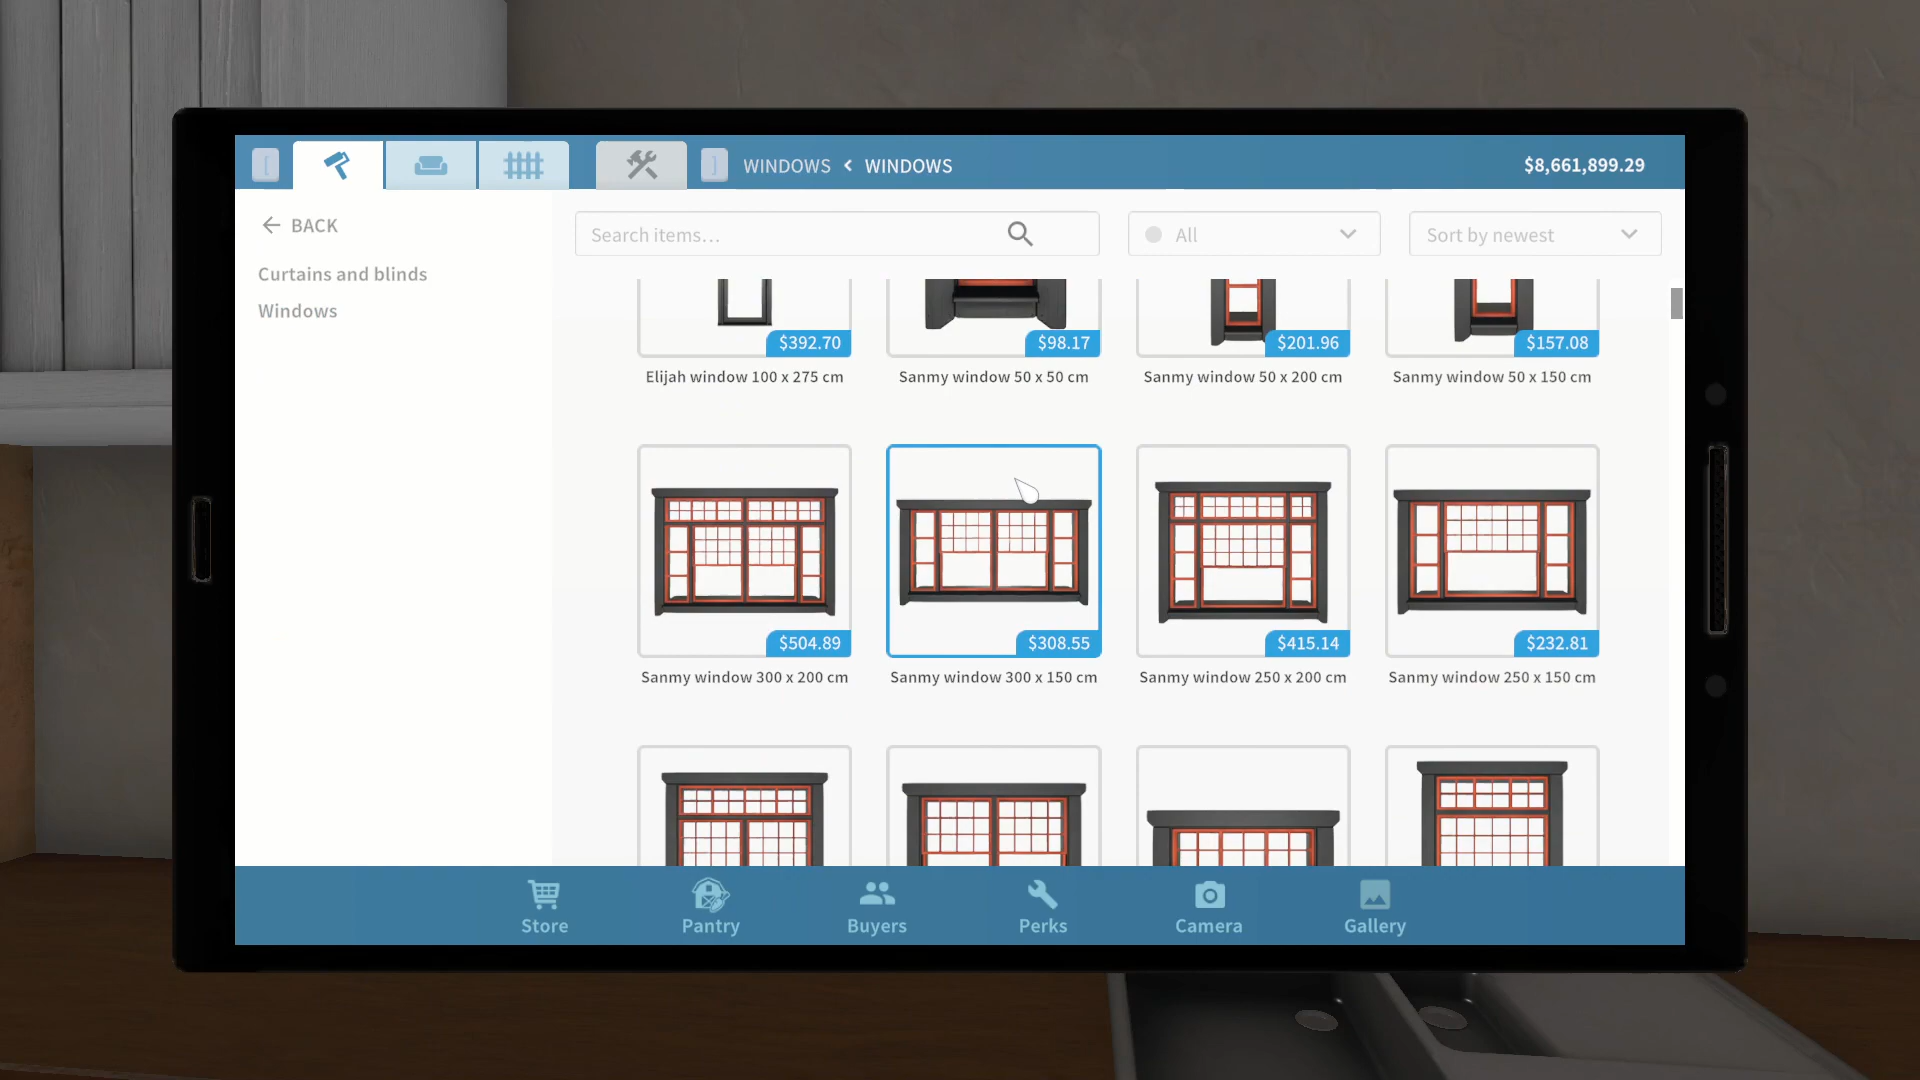 [
]
WINDOWS < WINDOWS
$8,661,899.29
BACK
Curtains and blinds
Windows
Search items...
All
Sort by newest
$392.70
$98.17
$201.96
$157.08
Elijah window 100 x 275 cm
Sanmy window 50 x 50 cm
Sanmy window 50 x 200 cm
Sanmy window 50 x 150 cm
$504.89
$308.55
$415.14
$232.81
Sanmy window 300 x 200 cm
Sanmy window 300 x 150 cm
Sanmy window 250 x 200 cm
Sanmy window 250 x 150 cm
Store
Pantry
Buyers
Perks
Camera
Gallery